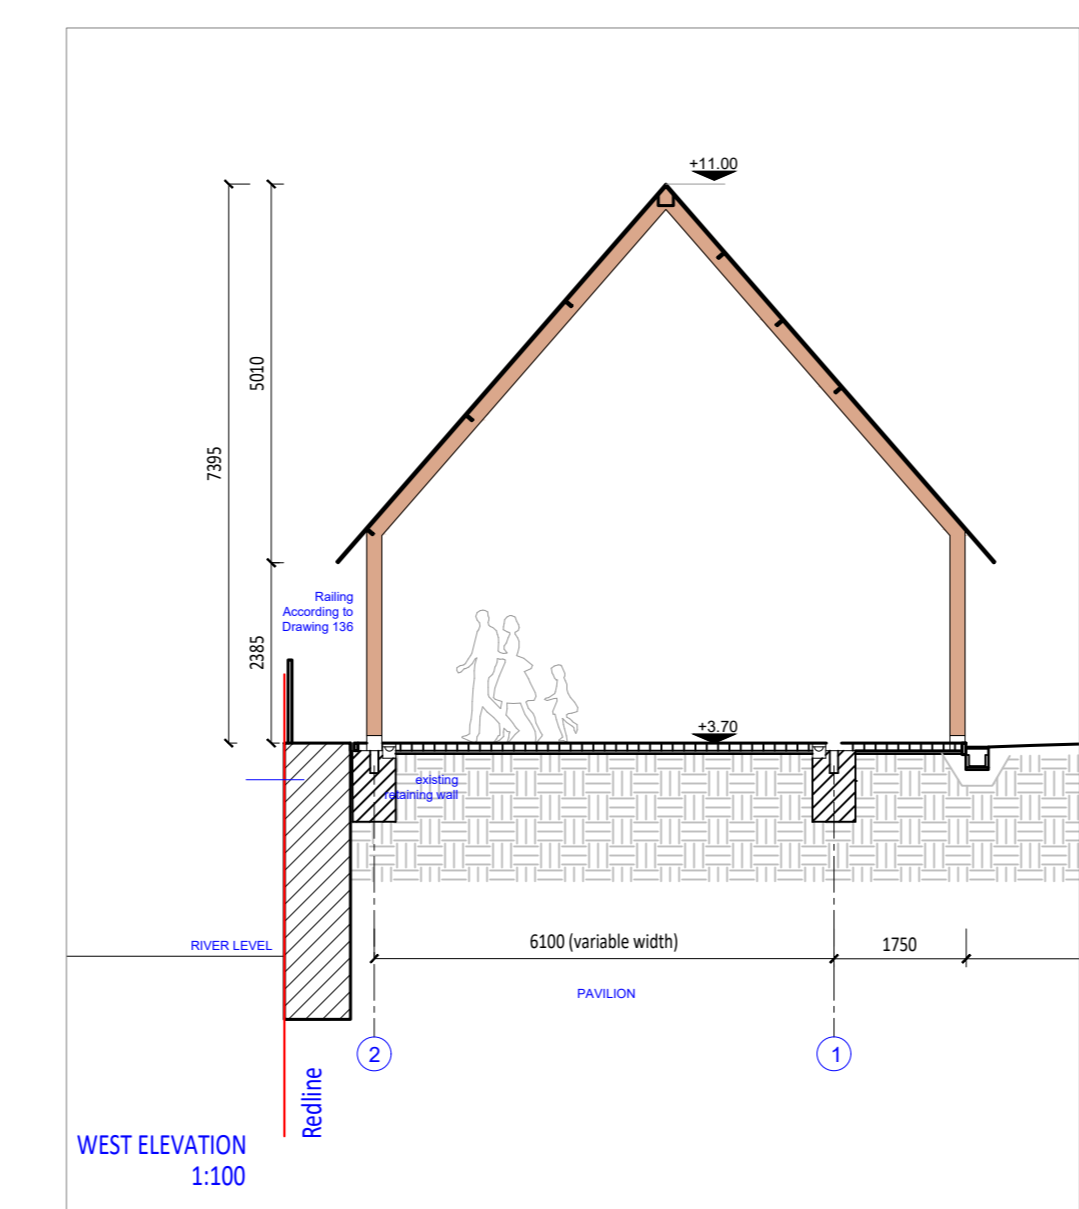 +11.00
5010
7395
Railing
According to
Drawing 136
2385
+3.70
existing
retaining wall
RIVER LEVEL
6100 (variable width)
1750
PAVILION
2
1
Redline
WEST ELEVATION
1:100